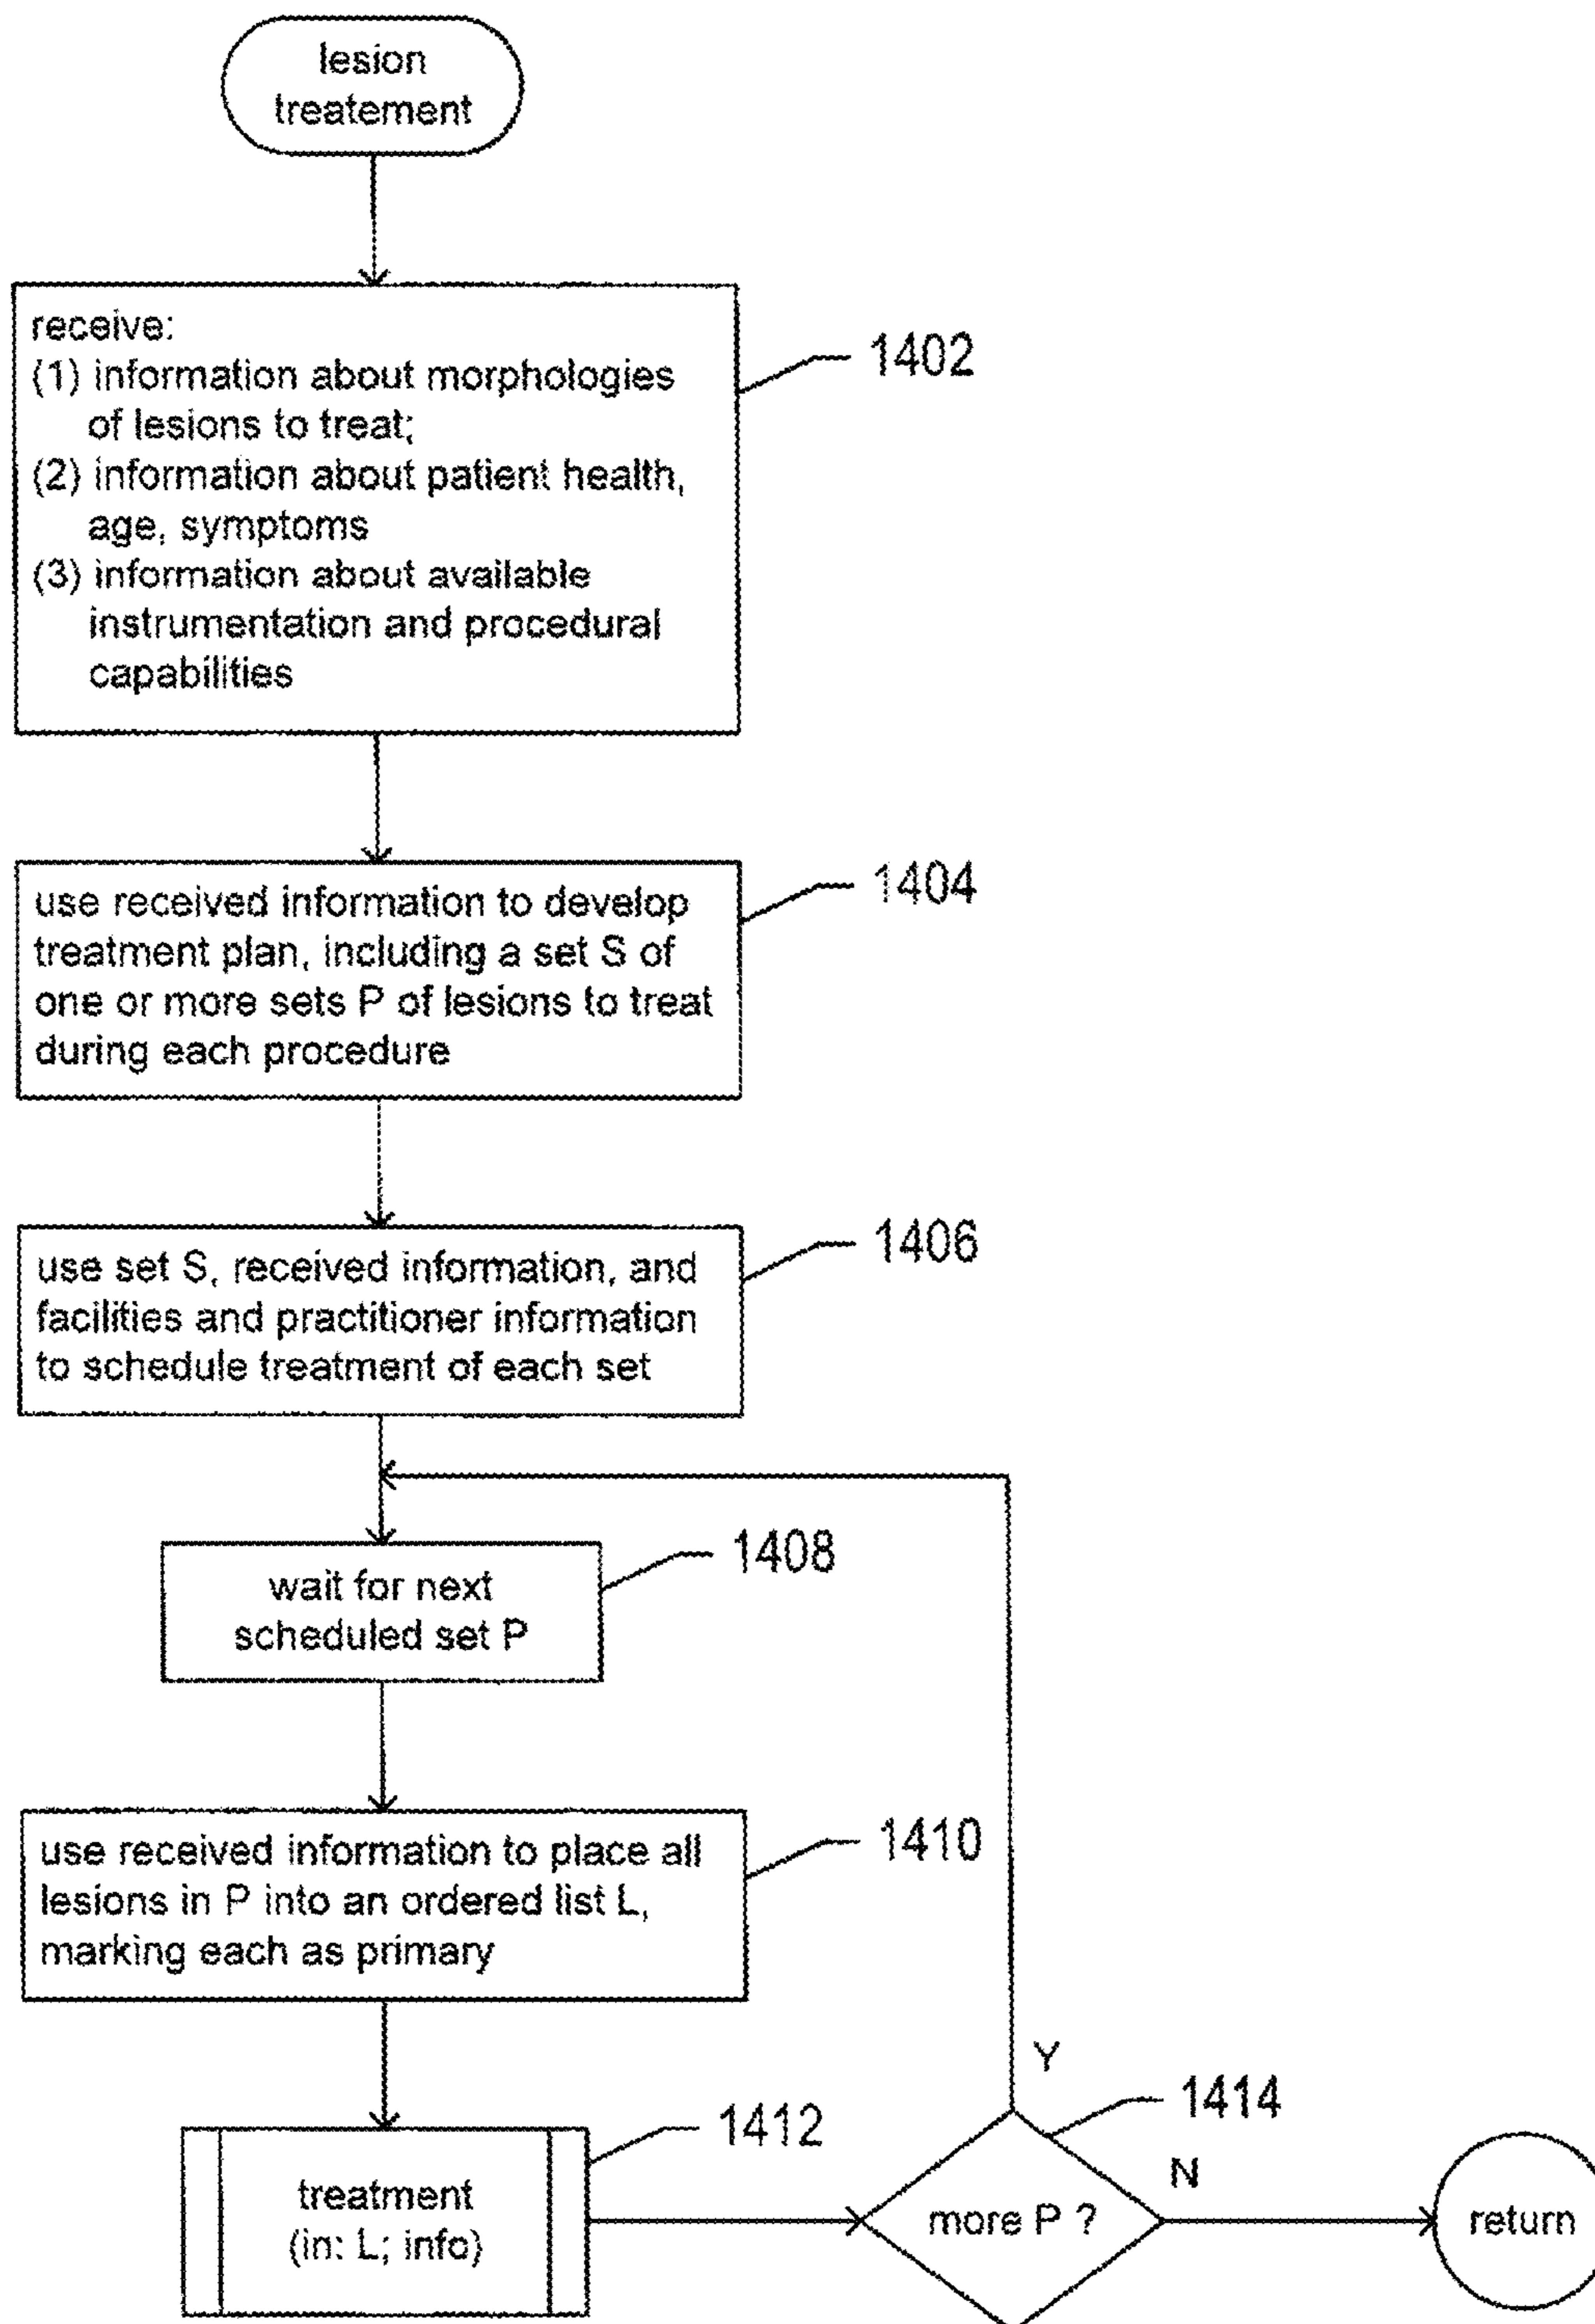 lesion
treatement
receive:
(1) information about morphologies
of lesions to treat;
(2) information about patient health,
age, symptoms
(3) information about available
instrumentation and procedural
capabilities
1402
use received information to develop
treatment plan, including a set S of
one or more sets P of lesions to treat
during each procedure
1404
use set S, received information, and
facilities and practitioner information
to schedule treatment of each set
1406
wait for next
scheduled set P
1408
use received information to place all
lesions in P into an ordered list L,
marking each as primary
1410
treatment
(in: L; info)
1412
more P ?
1414
Y
N
return